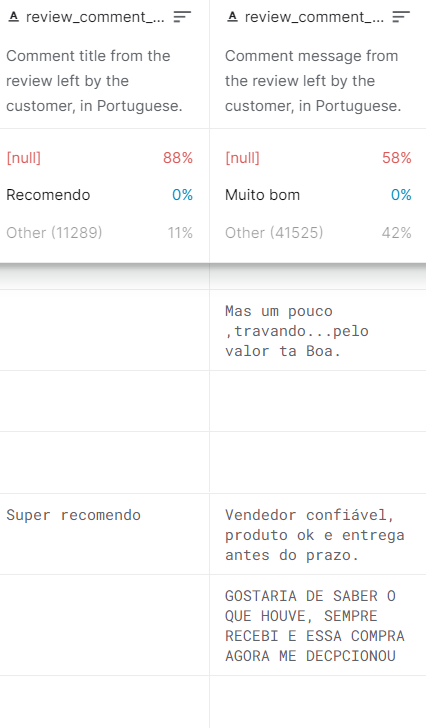 review_comment_...
Comment title from the
review left by the
customer, in Portuguese.
[null] 88%
Recomendo 0%
Other (11289) 11%
review_comment_...
Comment message from
the review left by the
customer, in Portuguese.
[null] 58%
Muito bom 0%
Other (41525) 42%
Mas um pouco
,travando...pelo
valor ta Boa.
Super recomendo
Vendedor confiável,
produto ok e entrega
antes do prazo.
GOSTARIA DE SABER O
QUE HOUVE, SEMPRE
RECEBI E ESSA COMPRA
AGORA ME DECPCIONOU